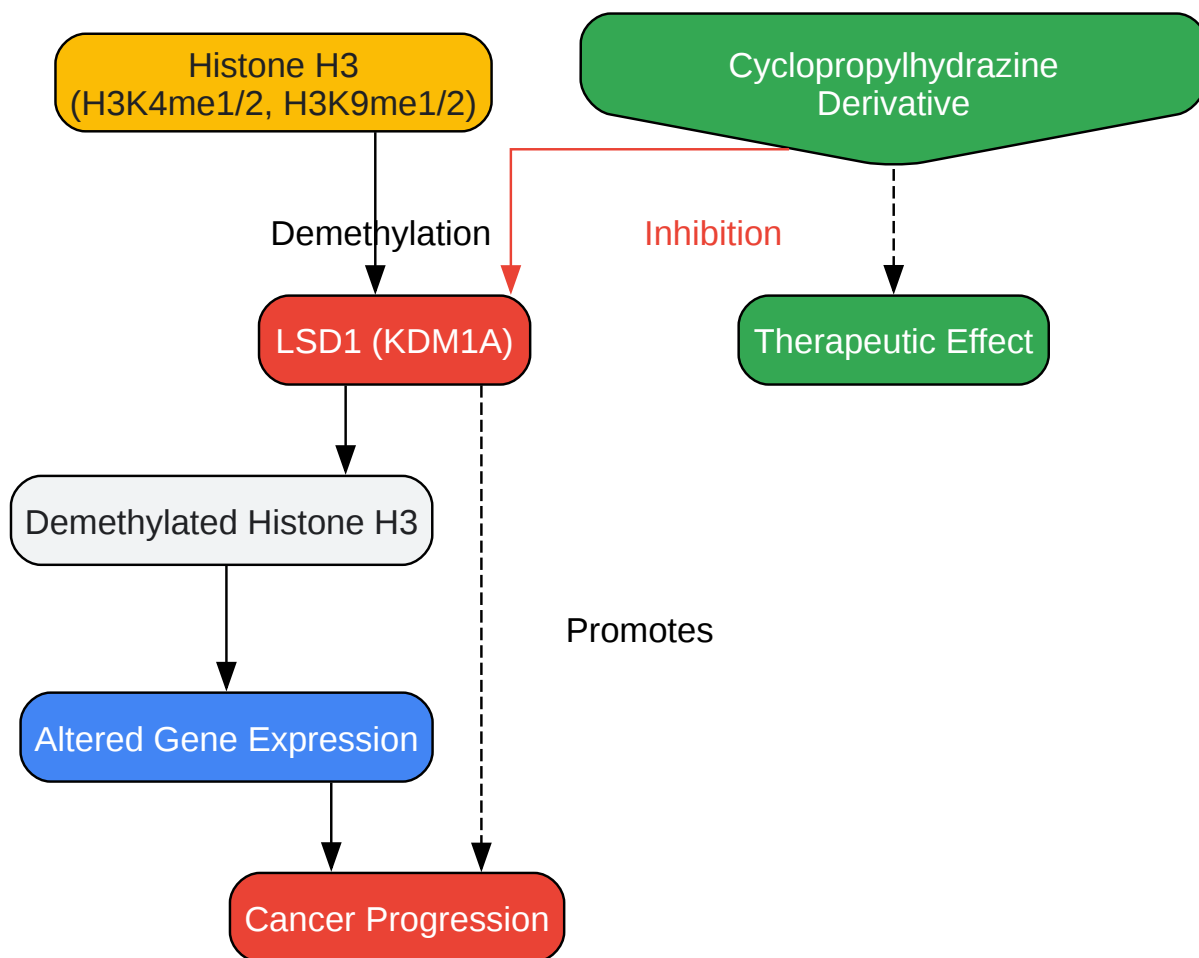 Histone H3
(H3K4me1/2, H3K9me1/2)
Cyclopropylhydrazine
Derivative
Demethylation
Inhibition
LSD1 (KDM1A)
Therapeutic Effect
Demethylated Histone H3
Promotes
Altered Gene Expression
Cancer Progression